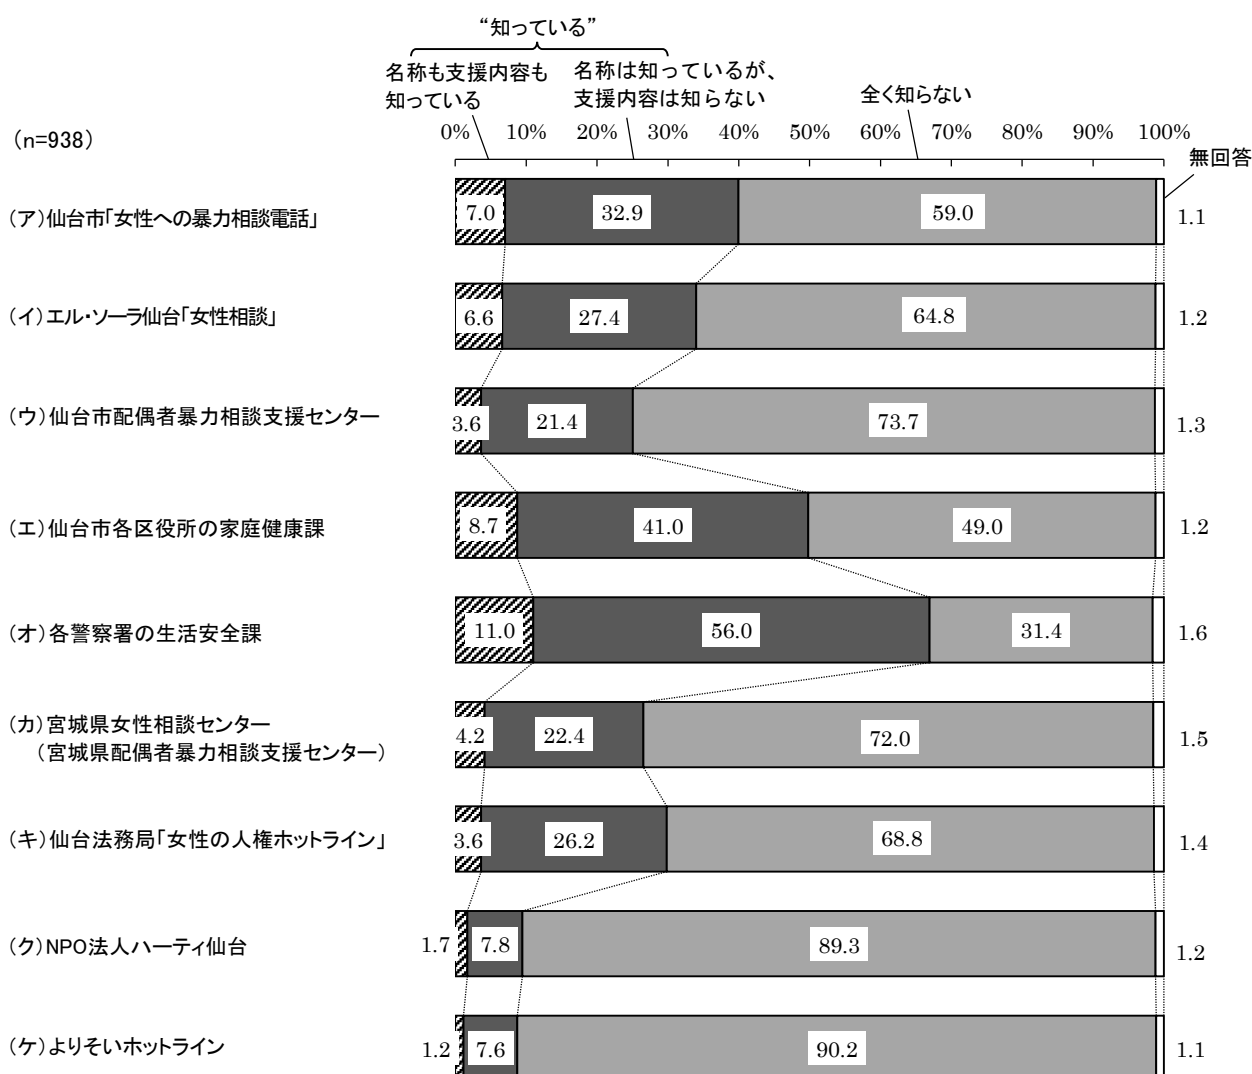 “知っている”
名称も支援内容も
知っている
名称は知っているが、
支援内容は知らない
全く知らない
（n=938）
0% 10% 20% 30% 40% 50% 60% 70% 80% 90% 100%
無回答
（ア）仙台市「女性への暴力相談電話」 7.0 32.9 59.0 1.1
（イ）エル・ソーラ仙台「女性相談」 6.6 27.4 64.8 1.2
（ウ）仙台市配偶者暴力相談支援センター 3.6 21.4 73.7 1.3
（エ）仙台市各区役所の家庭健康課 8.7 41.0 49.0 1.2
（オ）各警察署の生活安全課 11.0 56.0 31.4 1.6
（カ）宮城県女性相談センター
（宮城県配偶者暴力相談支援センター） 4.2 22.4 72.0 1.5
（キ）仙台法務局「女性の人権ホットライン」 3.6 26.2 68.8 1.4
（ク）NPO法人ハーティ仙台 1.7 7.8 89.3 1.2
（ケ）よりそいホットライン 1.2 7.6 90.2 1.1